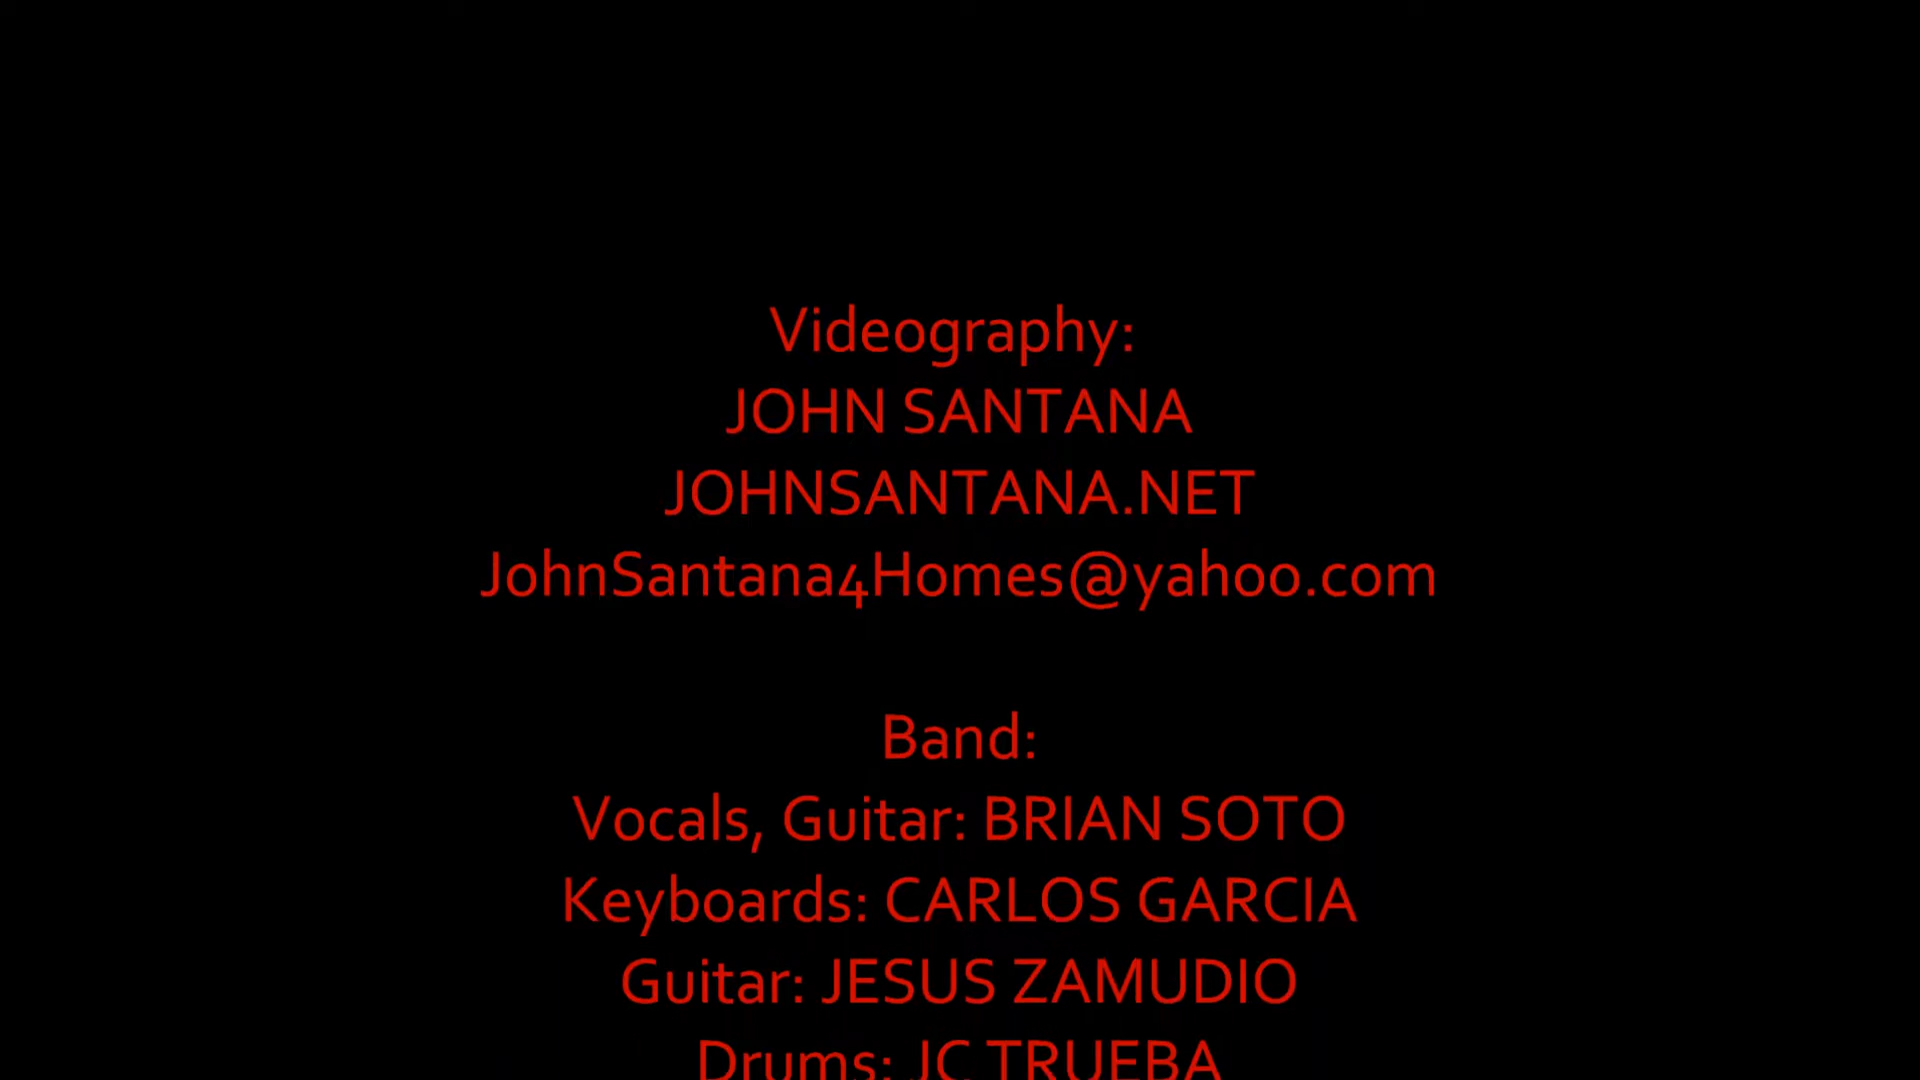 Videography:
JOHN SANTANA
JOHNSANTANA.NET
JohnSantana4Homes@yahoo.com
Band:
Vocals, Guitar: BRIAN SOTO
Keyboards: CARLOS GARCIA
Guitar: JESUS ZAMUDIO
Drums: JC TRUEBA